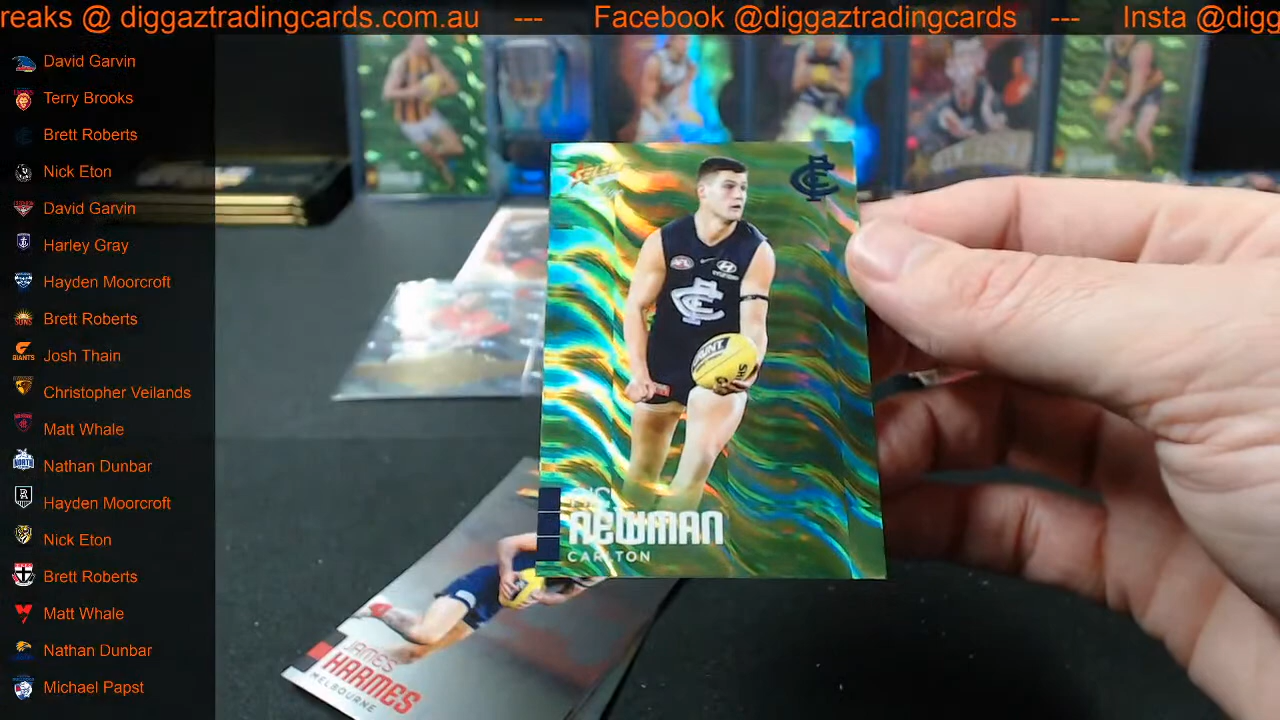 reaks @ diggaztradingcards.com.au --- Facebook @diggaztradingcards --- Insta @digg
David Garvin
Terry Brooks
Brett Roberts
Nick Eton
David Garvin
Harley Gray
Hayden Moorcroft
Brett Roberts
Josh Thain
Christopher Veilands
Matt Whale
Nathan Dunbar
Hayden Moorcroft
Nick Eton
Brett Roberts
Matt Whale
Nathan Dunbar
Michael Papst
AFL
NEWMAN
CARLTON
JAMES
HARMES
MELBOURNE